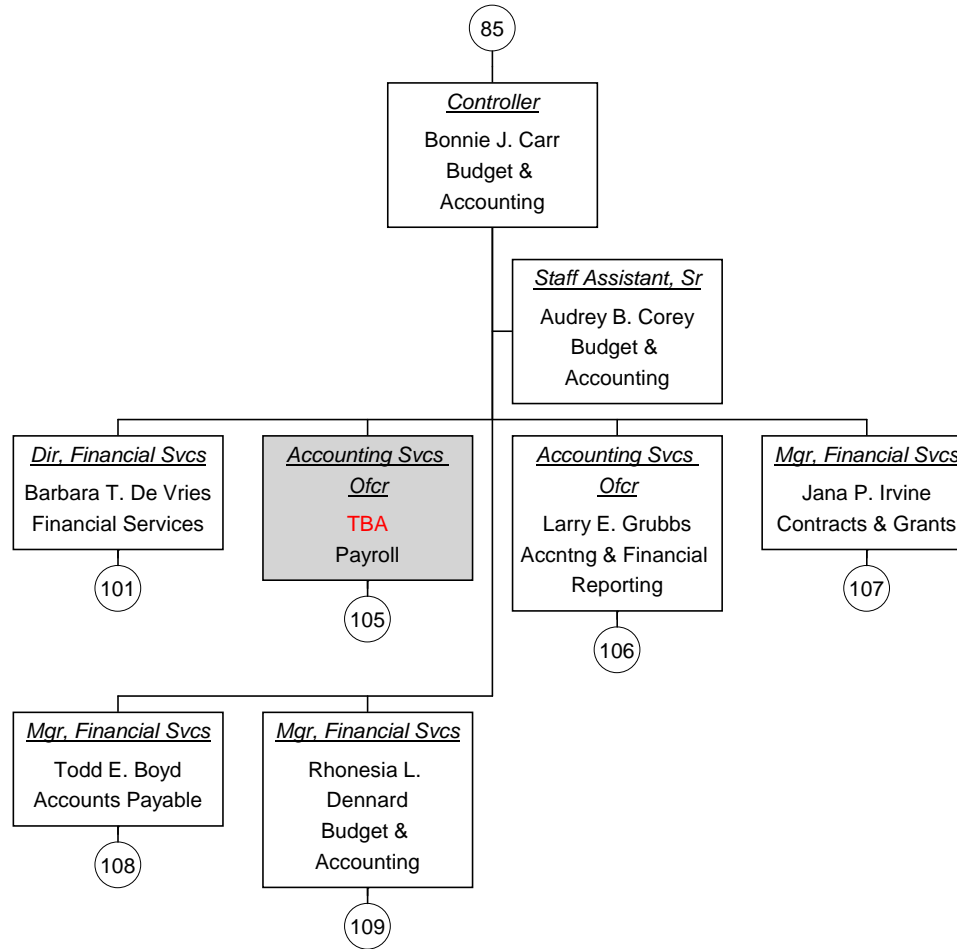 85
Controller
Bonnie J. Carr
Budget &
Accounting
Staff Assistant, Sr
Audrey B. Corey
Budget &
Accounting
Dir, Financial Svcs
Barbara T. De Vries
Financial Services
101
Accounting Svcs
Ofcr
TBA
Payroll
105
Accounting Svcs
Ofcr
Larry E. Grubbs
Accntng & Financial
Reporting
106
Mgr, Financial Svcs
Jana P. Irvine
Contracts & Grants
107
Mgr, Financial Svcs
Todd E. Boyd
Accounts Payable
108
Mgr, Financial Svcs
Rhonesia L.
Dennard
Budget &
Accounting
109